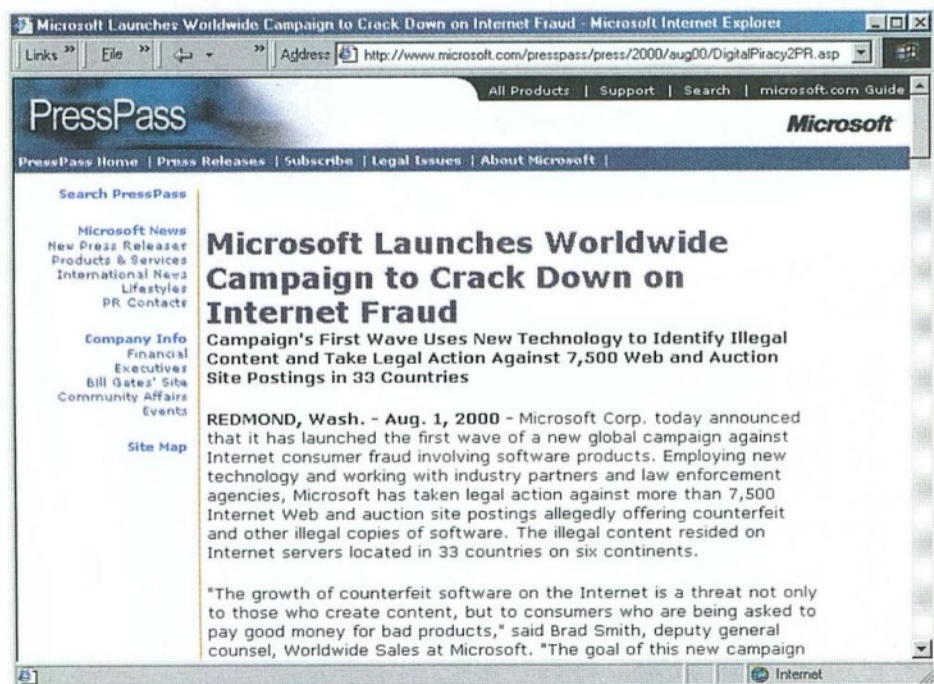 Microsoft Launches Worldwide Campaign to Crack Down on Internet Fraud - Microsoft Internet Explorer
Links » File » » Address http://www.microsoft.com/presspass/press/2000/aug00/DigitalPiracy2PR.asp
All Products | Support | Search | microsoft.com Guide
PressPass
Microsoft
PressPass Home | Press Releases | Subscribe | Legal Issues | About Microsoft |
Search PressPass
Microsoft News
New Press Releases
Products & Services
International News
Lifestyles
PR Contacts
Company Info
Financial
Executives
Bill Gates' Site
Community Affairs
Events
Site Map
Microsoft Launches Worldwide
Campaign to Crack Down on
Internet Fraud
Campaign's First Wave Uses New Technology to Identify Illegal
Content and Take Legal Action Against 7,500 Web and Auction
Site Postings in 33 Countries
REDMOND, Wash. - Aug. 1, 2000 - Microsoft Corp. today announced
that it has launched the first wave of a new global campaign against
Internet consumer fraud involving software products. Employing new
technology and working with industry partners and law enforcement
agencies, Microsoft has taken legal action against more than 7,500
Internet Web and auction site postings allegedly offering counterfeit
and other illegal copies of software. The illegal content resided on
Internet servers located in 33 countries on six continents.
"The growth of counterfeit software on the Internet is a threat not only
to those who create content, but to consumers who are being asked to
pay good money for bad products," said Brad Smith, deputy general
counsel, Worldwide Sales at Microsoft. "The goal of this new campaign
Internet